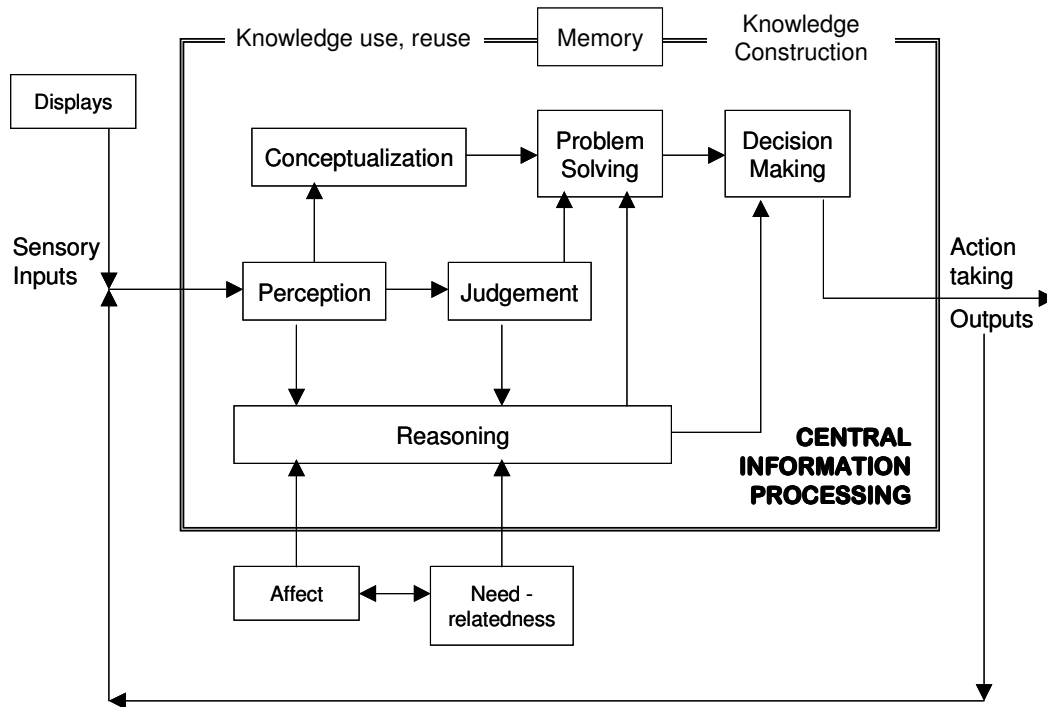 Knowledge use, reuse
Memory
Knowledge
Construction
Displays
Conceptualization
Problem
Solving
Decision
Making
Sensory
Inputs
Perception
Judgement
Action
taking
Outputs
Reasoning
CENTRAL
INFORMATION
PROCESSING
Affect
Need -
relatedness